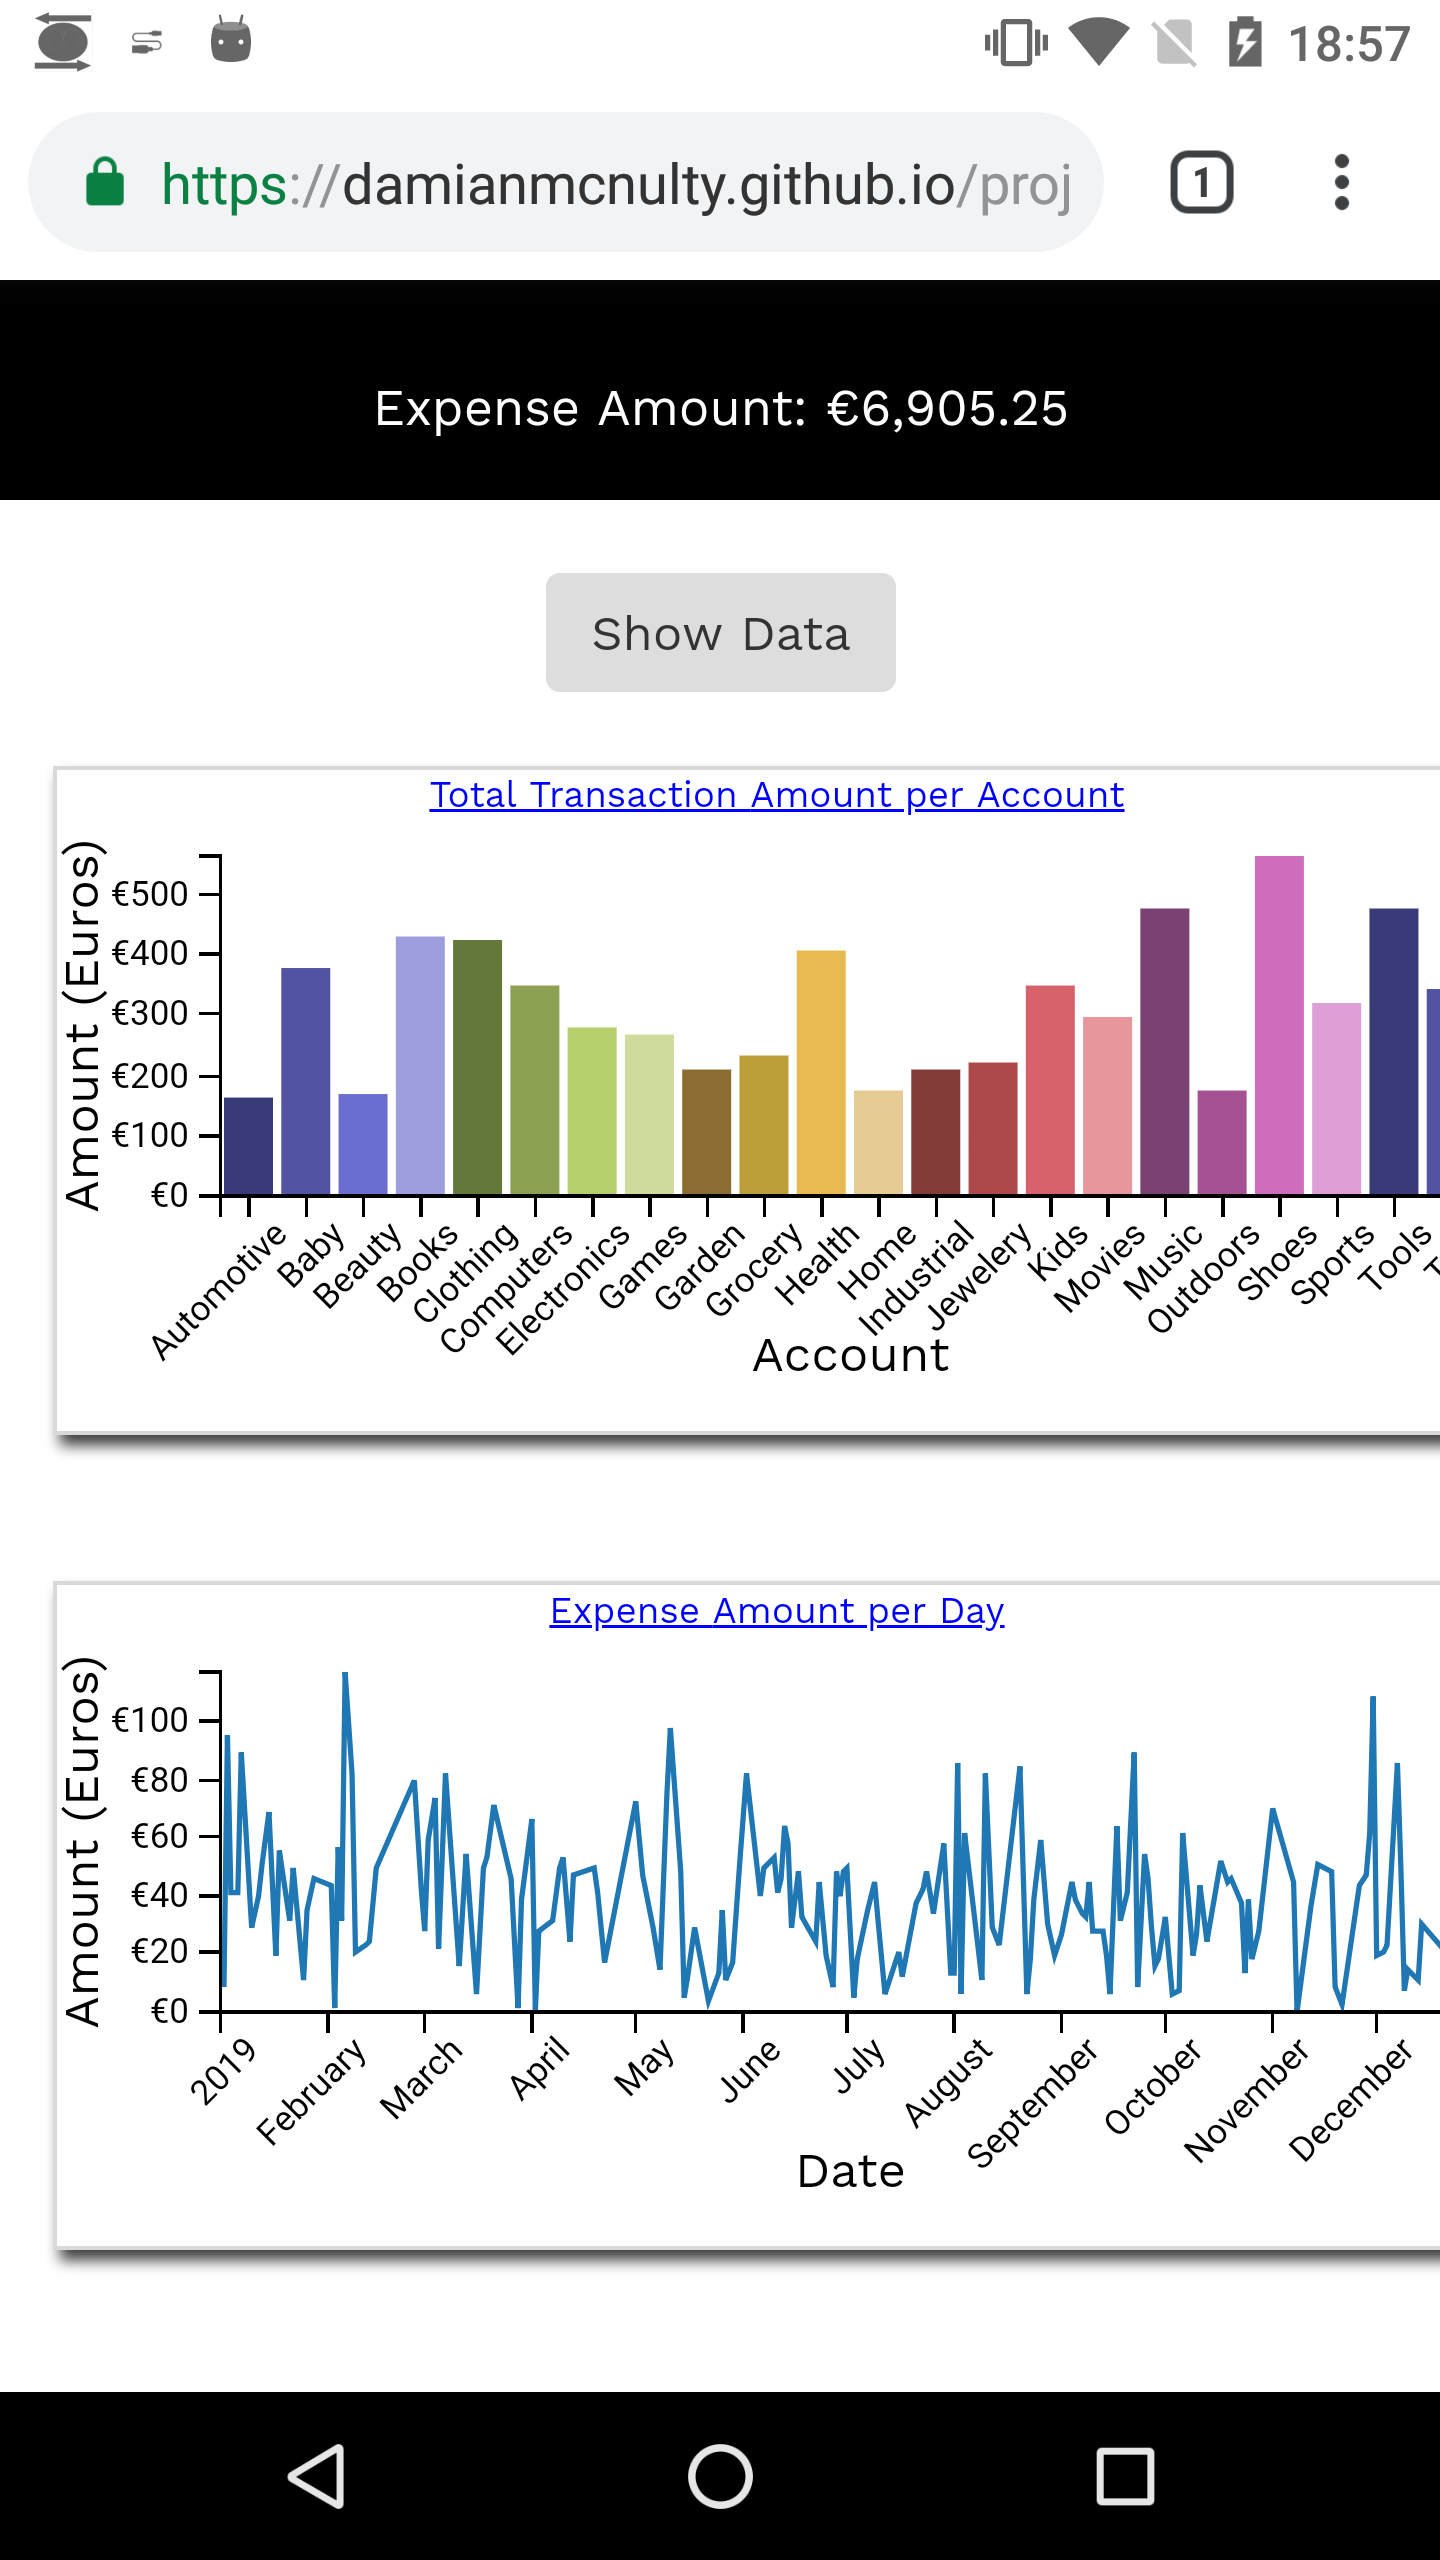 18:57
https://damianmcnulty.github.io/proj
1
Expense Amount: €6,905.25
Show Data
Total Transaction Amount per Account
Amount (Euros)
€500
€400
€300
€200
€100
€0
Automotive
Baby
Beauty
Books
Clothing
Computers
Electronics
Games
Garden
Grocery
Health
Home
Industrial
Jewelery
Kids
Movies
Music
Outdoors
Shoes
Sports
Tools
Account
Expense Amount per Day
Amount (Euros)
€100
€80
€60
€40
€20
€0
2019
February
March
April
May
June
July
August
September
October
November
December
Date